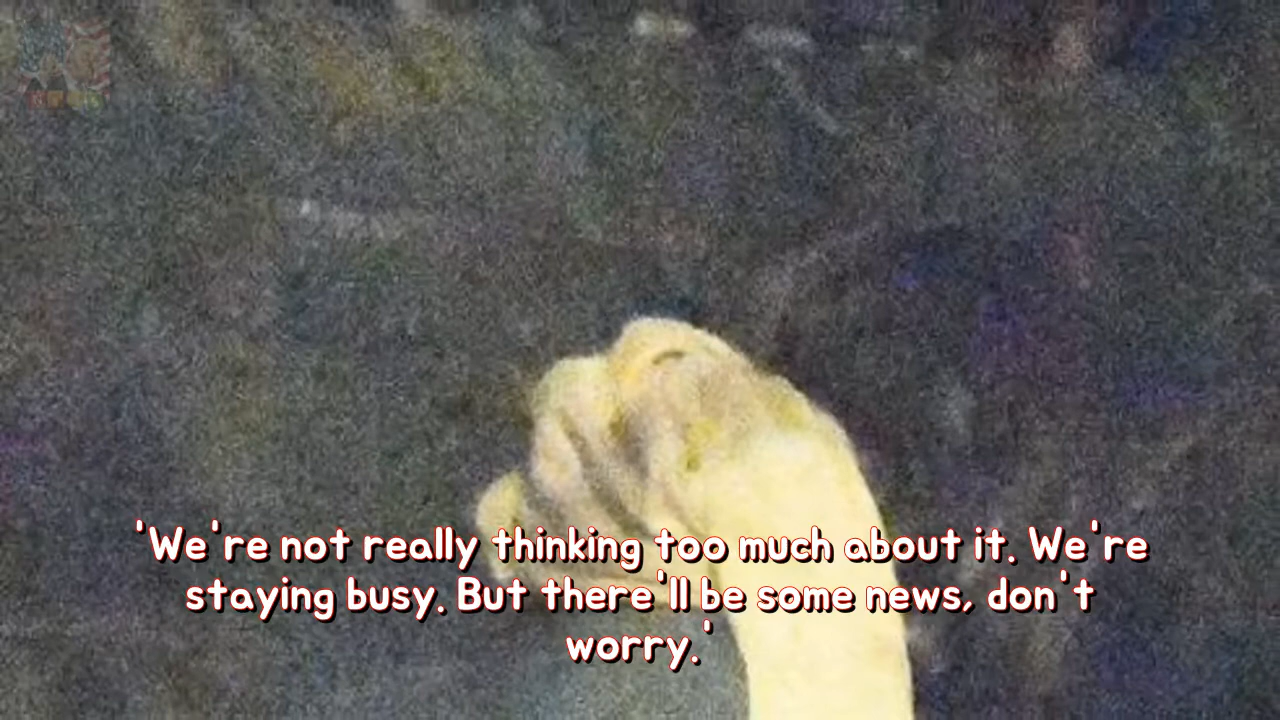 'We're not really thinking too much about it. We're
staying busy. But there'll be some news, don't
worry.'